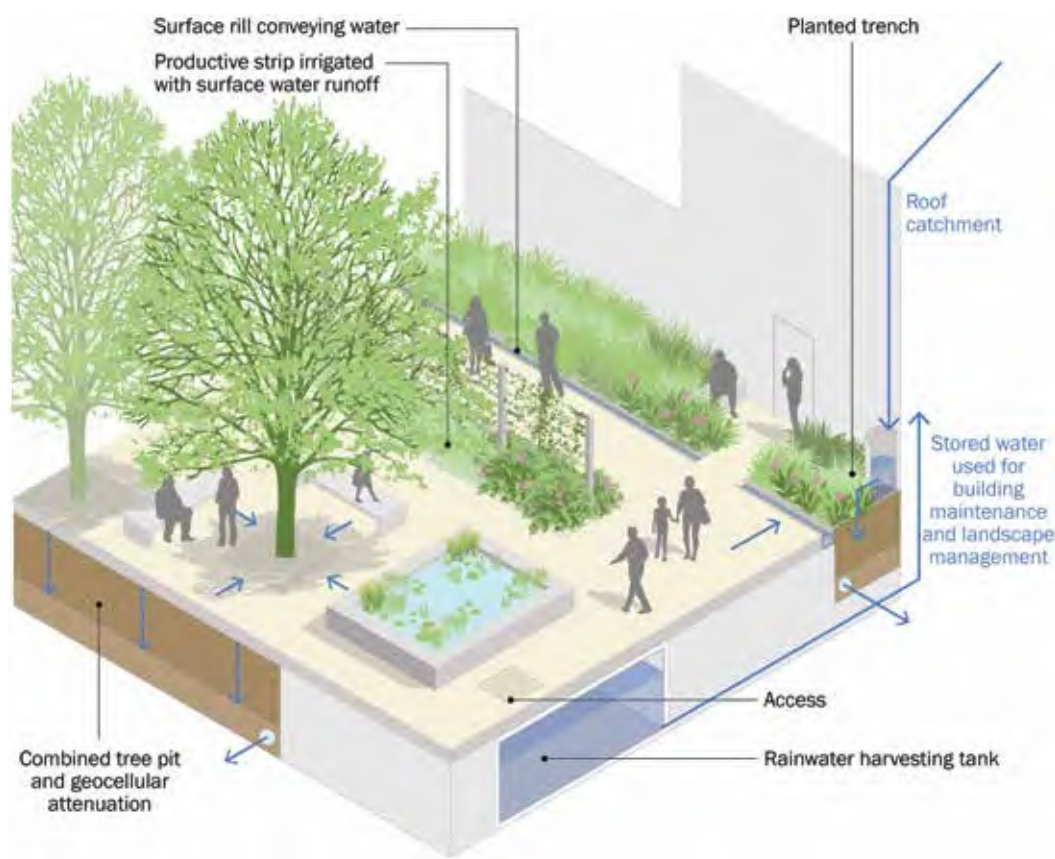 Surface rill conveying water
Productive strip irrigated
with surface water runoff
Planted trench
Roof
catchment
Stored water
used for
building
maintenance
and landscape
management
Access
Rainwater harvesting tank
Combined tree pit
and geocellular
attenuation